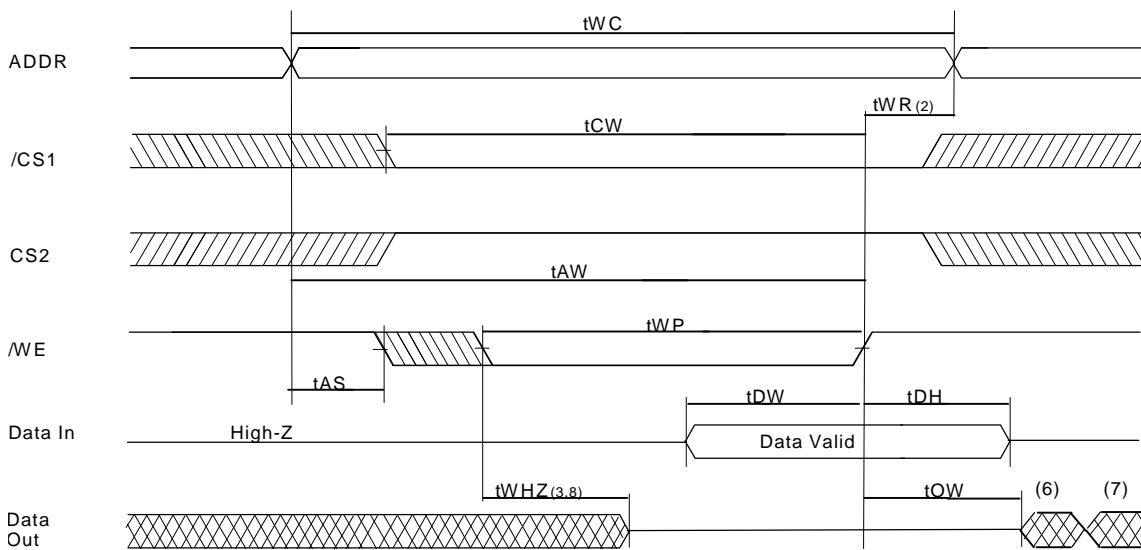 tWC
ADDR
tWR(2)
tCW
/CS1
CS2
tAW
tWP
/WE
tAS
tDW
tDH
Data In
High-Z
Data Valid
tWHZ(3,8)
tOW
(6)
(7)
Data
Out